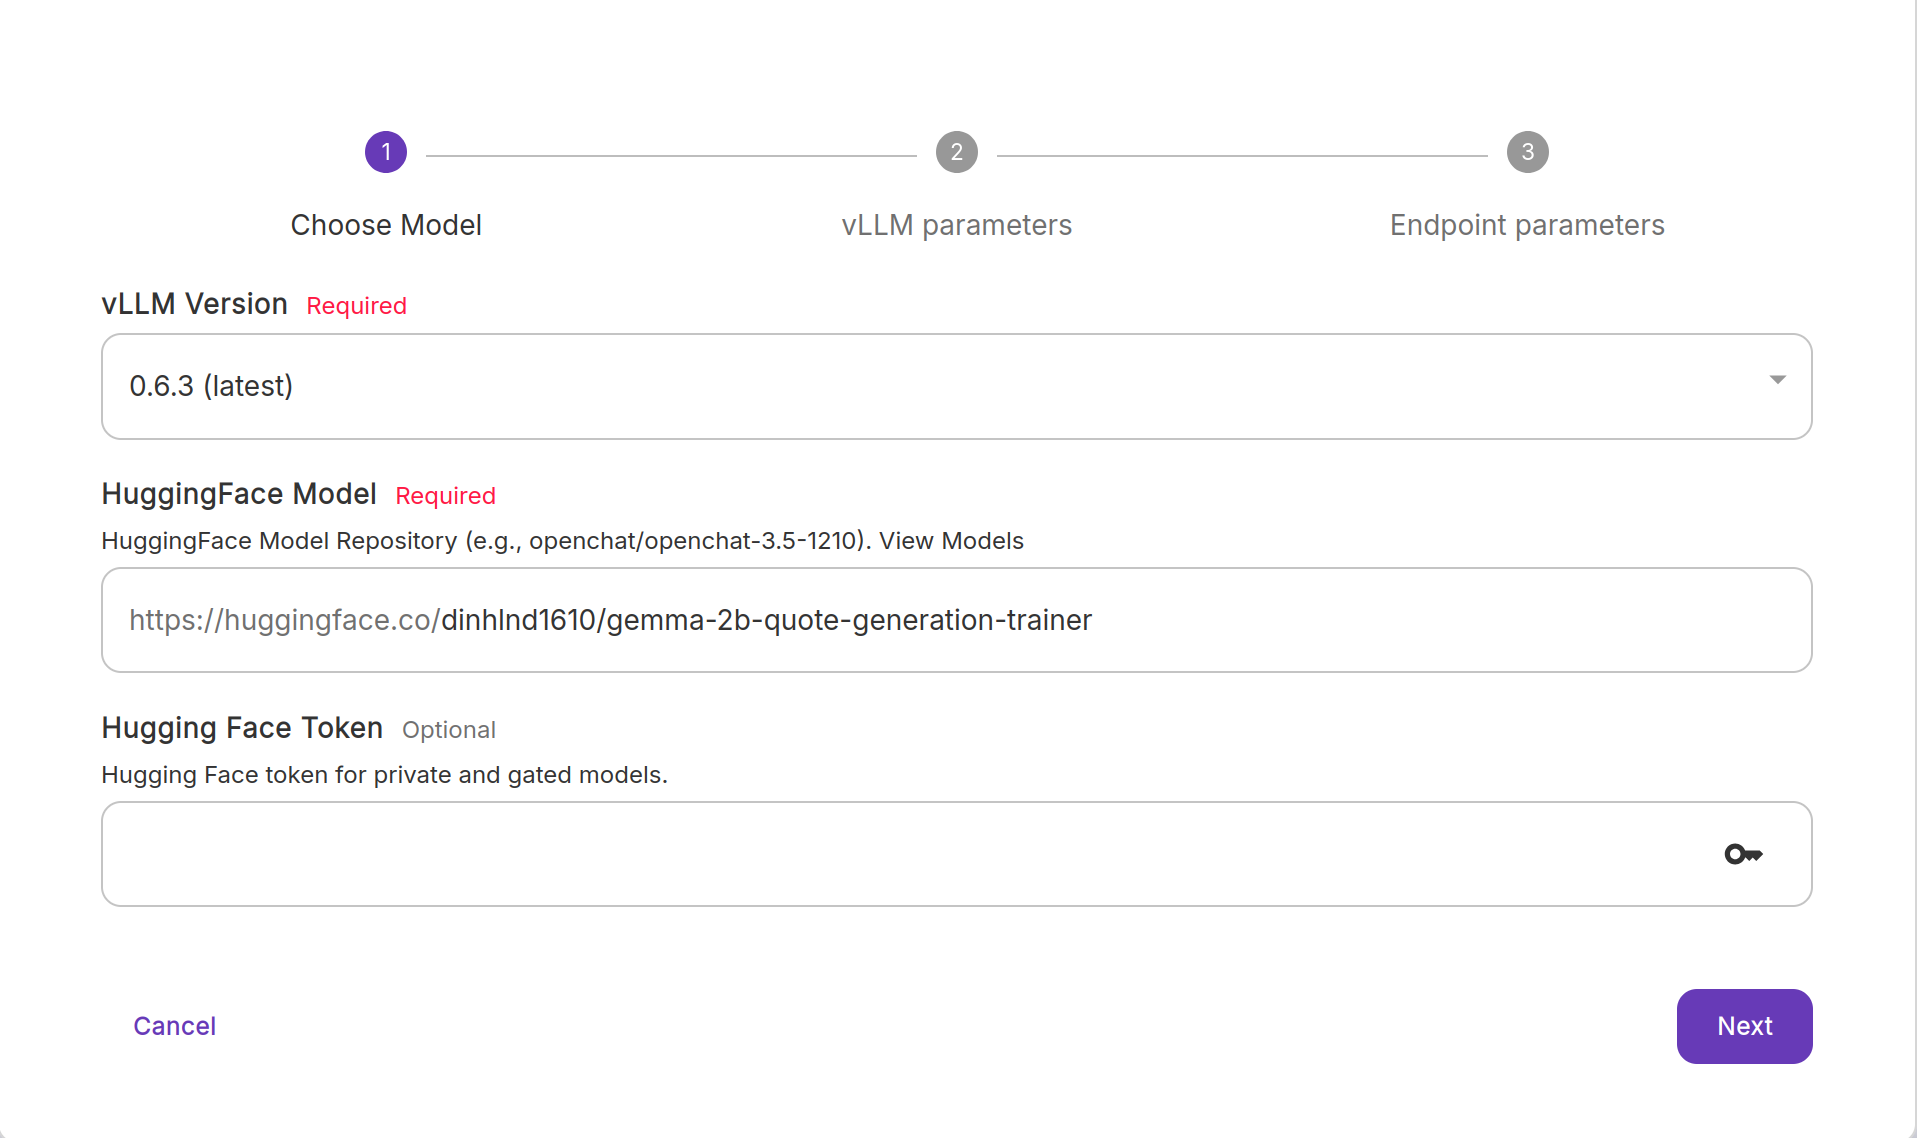 1
2
3
Choose Model
vLLM parameters
Endpoint parameters
vLLM Version Required
0.6.3 (latest)
HuggingFace Model Required
HuggingFace Model Repository (e.g., openchat/openchat-3.5-1210). View Models
https://huggingface.co/dinhlnd1610/gemma-2b-quote-generation-trainer
Hugging Face Token Optional
Hugging Face token for private and gated models.
Cancel
Next